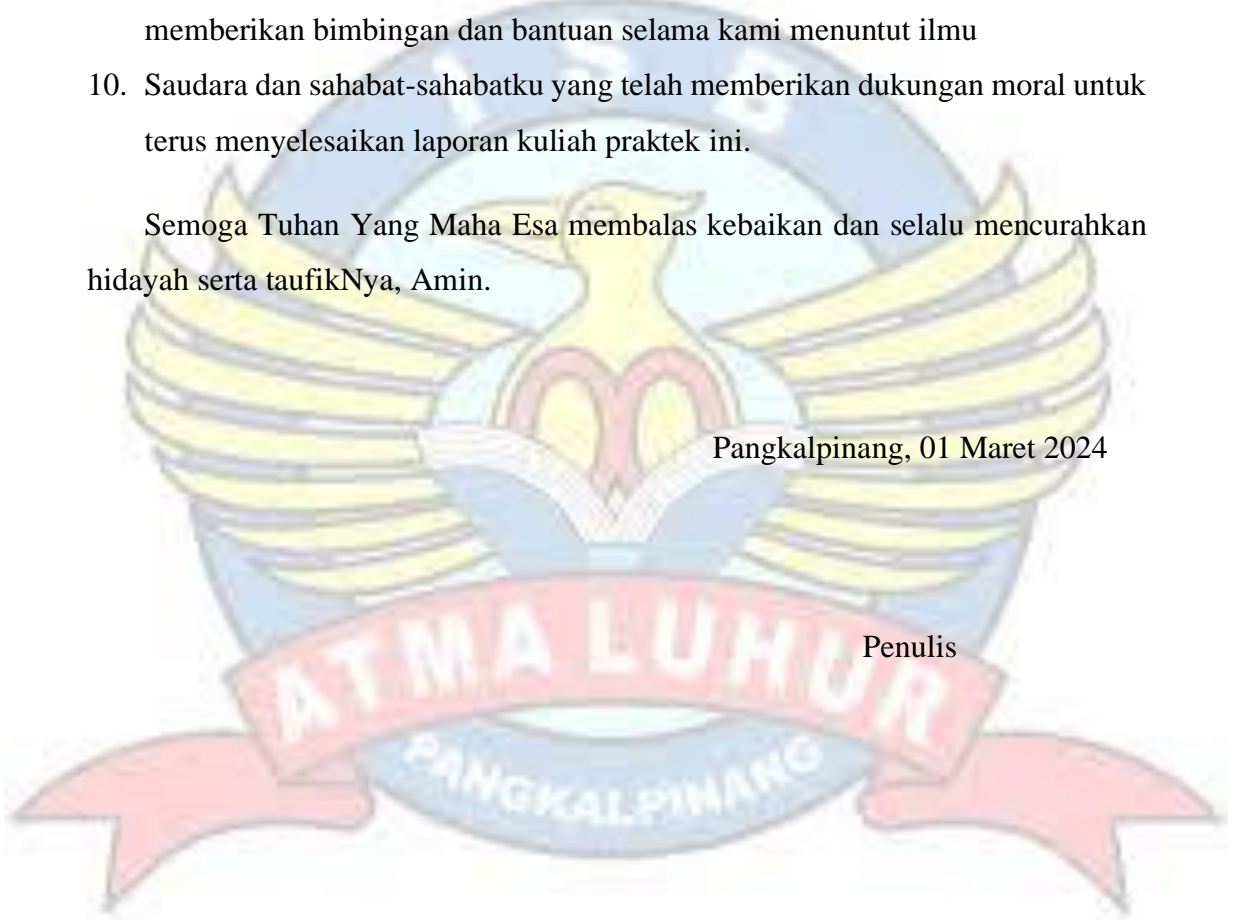 memberikan bimbingan dan bantuan selama kami menuntut ilmu
10. Saudara dan sahabat-sahabatku yang telah memberikan dukungan moral untuk
terus menyelesaikan laporan kuliah praktek ini.
Semoga Tuhan Yang Maha Esa membalas kebaikan dan selalu mencurahkan
hidayah serta taufikNya, Amin.
Pangkalpinang, 01 Maret 2024
Penulis
I S B
ATMA LUHUR
PANGKALPINANG